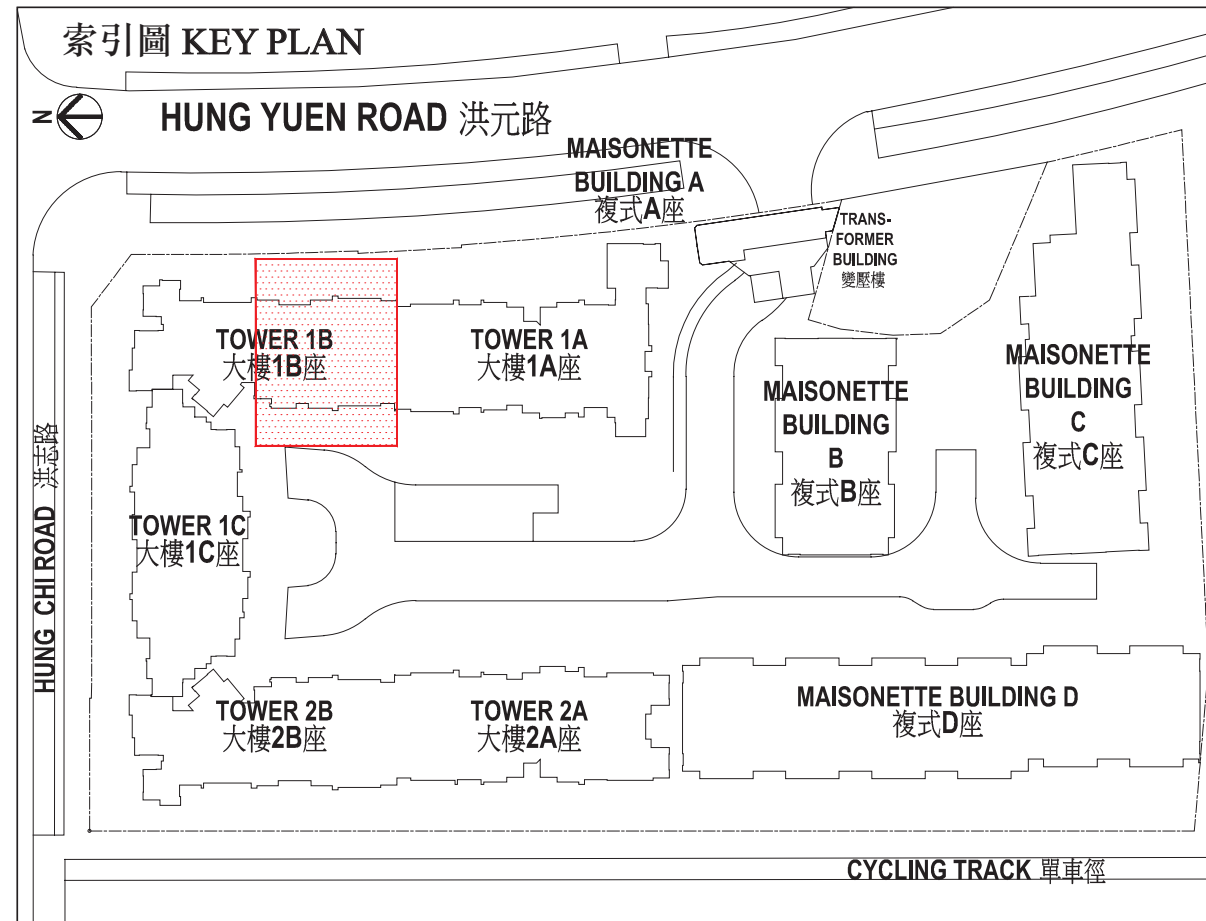 索引圖 KEY PLAN
N
HUNG YUEN ROAD 洪元路
MAISONETTE
BUILDING A
複式A座
TRANS-
FORMER
BUILDING
變壓樓
TOWER 1B
大樓1B座
TOWER 1A
大樓1A座
MAISONETTE
BUILDING
B
複式B座
MAISONETTE
BUILDING
C
複式C座
HUNG CHI ROAD 洪志路
TOWER 1C
大樓1C座
TOWER 2B
大樓2B座
TOWER 2A
大樓2A座
MAISONETTE BUILDING D
複式D座
CYCLING TRACK 單車徑